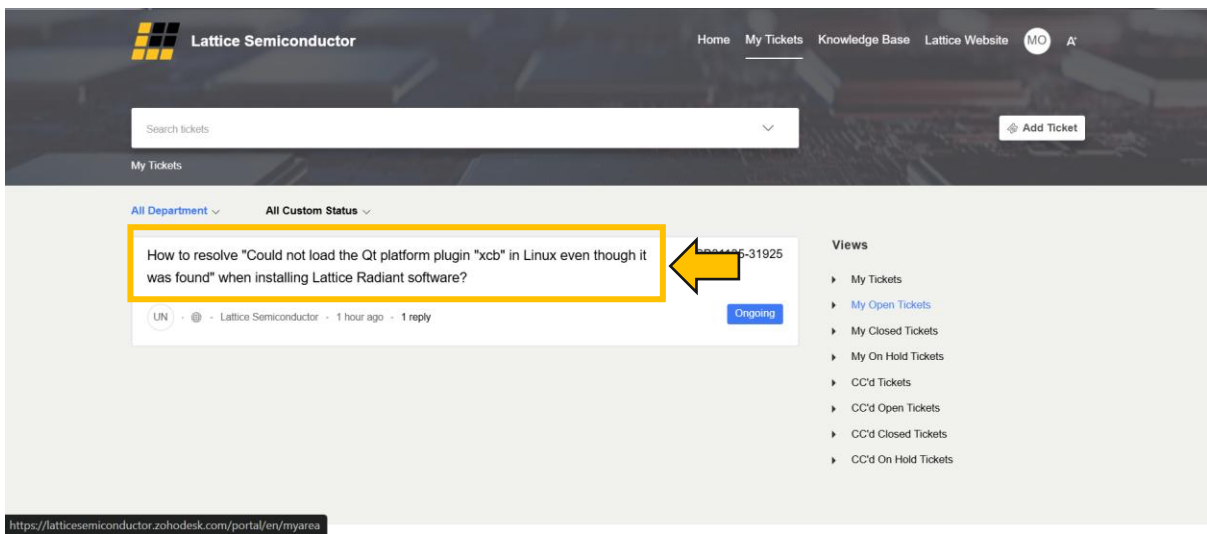 Lattice Semiconductor
Home My Tickets Knowledge Base Lattice Website MO A
Search tickets
Add Ticket
My Tickets
All Department All Custom Status
How to resolve "Could not load the Qt platform plugin "xcb" in Linux even though it
was found" when installing Lattice Radiant software?
5-31925
UN - - Lattice Semiconductor - 1 hour ago - 1 reply
Ongoing
Views
My Tickets
My Open Tickets
My Closed Tickets
My On Hold Tickets
CC'd Tickets
CC'd Open Tickets
CC'd Closed Tickets
CC'd On Hold Tickets
https://latticesemiconductor.zohodesk.com/portal/en/myarea